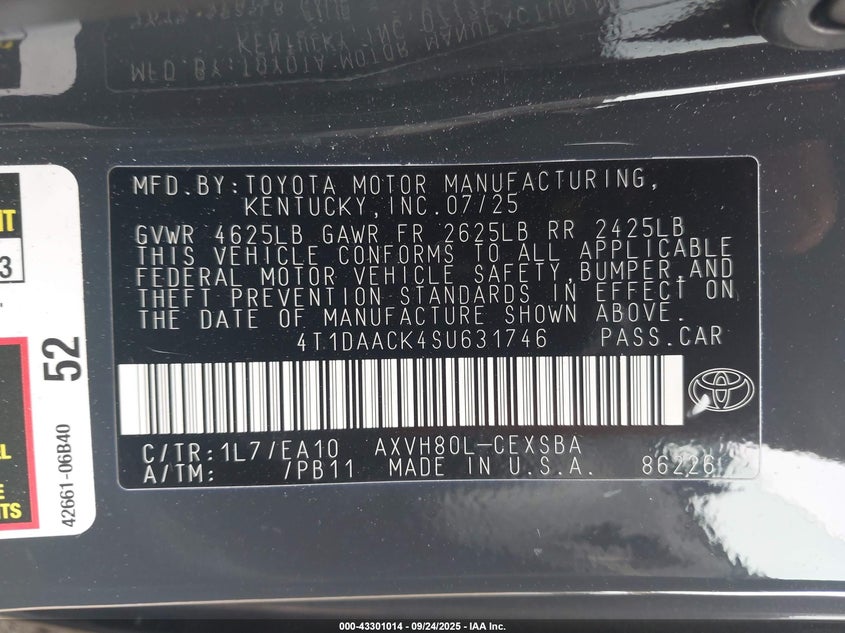 MFD.BY:TOYOTA MOTOR MANUFACTURING,
KENTUCKY,INC.07/25
GVWR 4625LB GAWR FR 2625LB RR 2425LB
THIS VEHICLE CONFORMS TO ALL APPLICABLE
FEDERAL MOTOR VEHICLE SAFETY,BUMPER,AND
THEFT PREVENTION STANDARDS IN EFFECT ON
THE DATE OF MANUFACTURE SHOWN ABOVE.
4T1DAACK4SU631746 PASS.CAR
C/TR:1L7/EA10 AXVH80L-CEXSBA
A/TM: /PB11 MADE IN U.S.A. 86226
52
42661-06B40
3
000-43301014 - 09/24/2025 - IAA Inc.